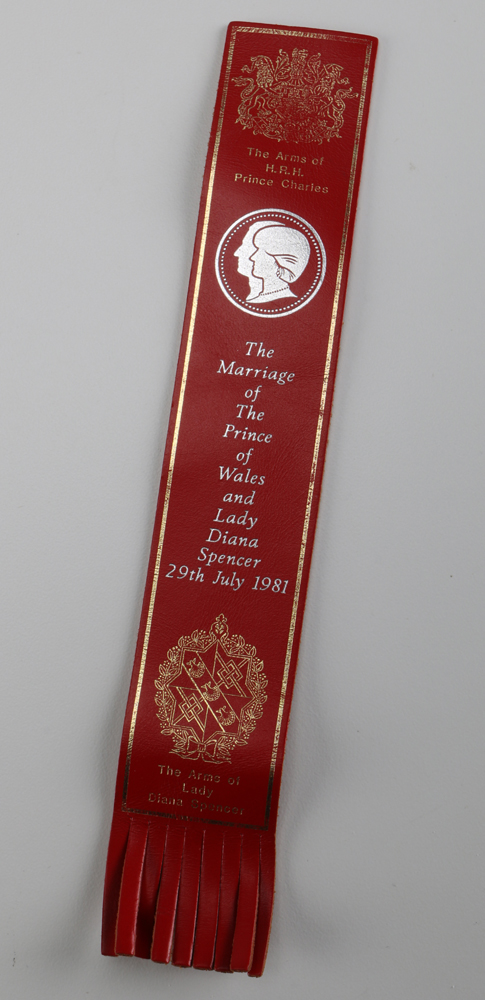 The Arms of
H.R.H.
Prince Charles
The
Marriage
of
The
Prince
of
Wales
and
Lady
Diana
Spencer
29th July 1981
The Arms of
Lady
Diana Spencer